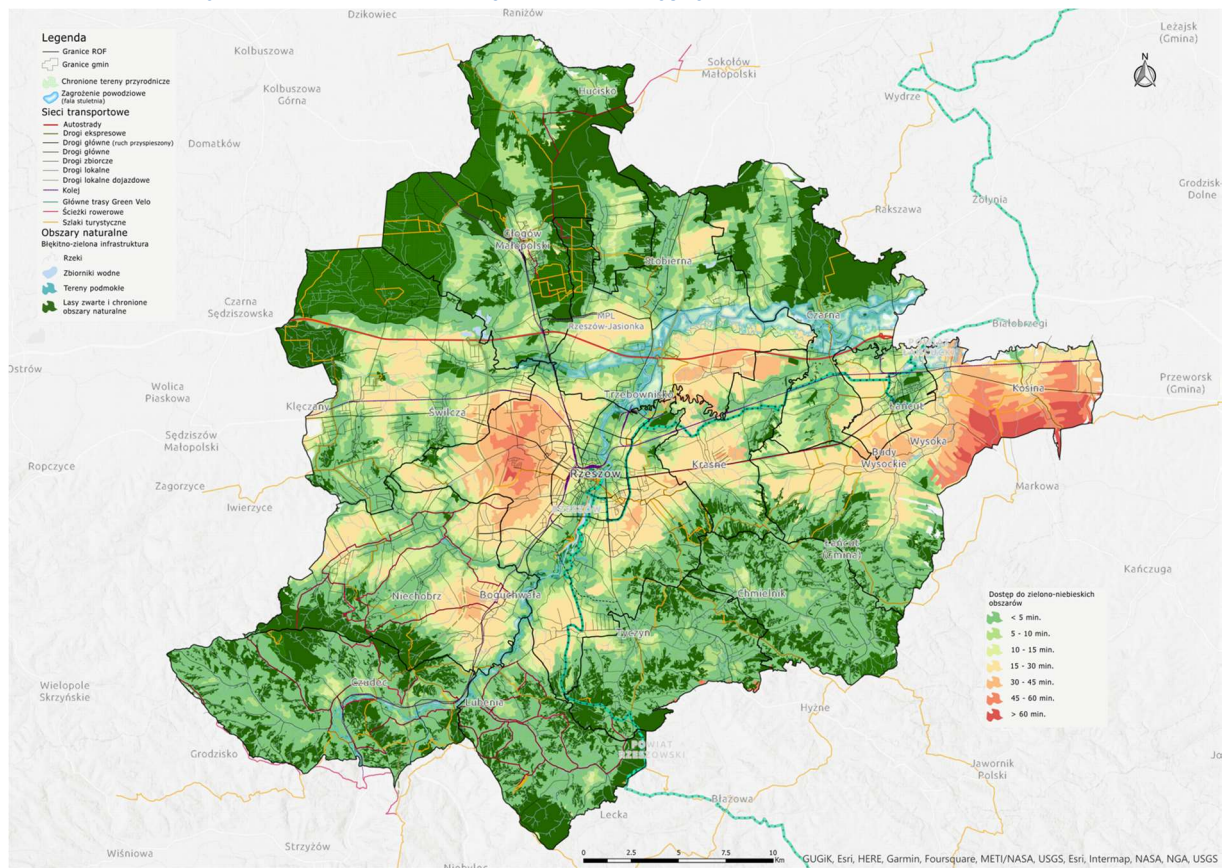 Dzikowiec
Raniżów
Leżajsk
(Gmina)
Legenda
Granice ROF
Granice gmin
Chronione tereny przyrodnicze
Zagrożenie powodziowe
(fala stuletnia)
Sieci transportowe
Autostrady
Drogi ekspresowe
Drogi główne (ruch przyspieszony)
Drogi główne
Drogi zbiorcze
Drogi lokalne
Drogi lokalne dojazdowe
Kolej
Główne trasy Green Velo
Ścieżki rowerowe
Szlaki turystyczne
Obszary naturalne
Błękitno-zielona infrastruktura
Rzeki
Zbiorniki wodne
Tereny podmokłe
Lasy zwarte i chronione
obszary naturalne
Kolbuszowa
Kolbuszowa
Górna
Domatków
Sokołów
Małopolski
Hucisko
N
Wydrze
Grodzisk
Dolne
Żołynia
Rakszawa
Głogów
Małopolski
Stobierna
Czarna
Sędziszowska
MPL
Rzeszów-Jasionka
Czarna
Białobrzegi
Ostrów
Wolica
Piaskowa
Klęczany
Świlcza
Trzebownisko
POWIAT
Łańcut
Kosina
Przeworsk
(Gmina)
Sędziszów
Małopolski
Ropczyce
Zagorzyce
Iwierzyce
Rzeszów
Krasne
Wysoka
Budy
Wysockie
Markowa
Łańcut
(Gmina)
Kańczuga
Niechobrz
Boguchwała
Chmielnik
Tyczyn
Wielopole
Skrzyńskie
Czudec
Lubenia
Hyżne
Grodzisko
POWIAT
RZESZOWSKI
Jawornik
Polski
Błażowa
Lecka
Strzyżów
Wiśniowa
Niebylec
Dostęp do zielono-niebieskich
obszarów
< 5 min.
5 - 10 min.
10 - 15 min.
15 - 30 min.
30 - 45 min.
45 - 60 min.
> 60 min.
0 2.5 5 7.5 10
Km
GUGiK, Esri, HERE, Garmin, Foursquare, METI/NASA, USGS, Esri, Intermap, NASA, NGA, USGS